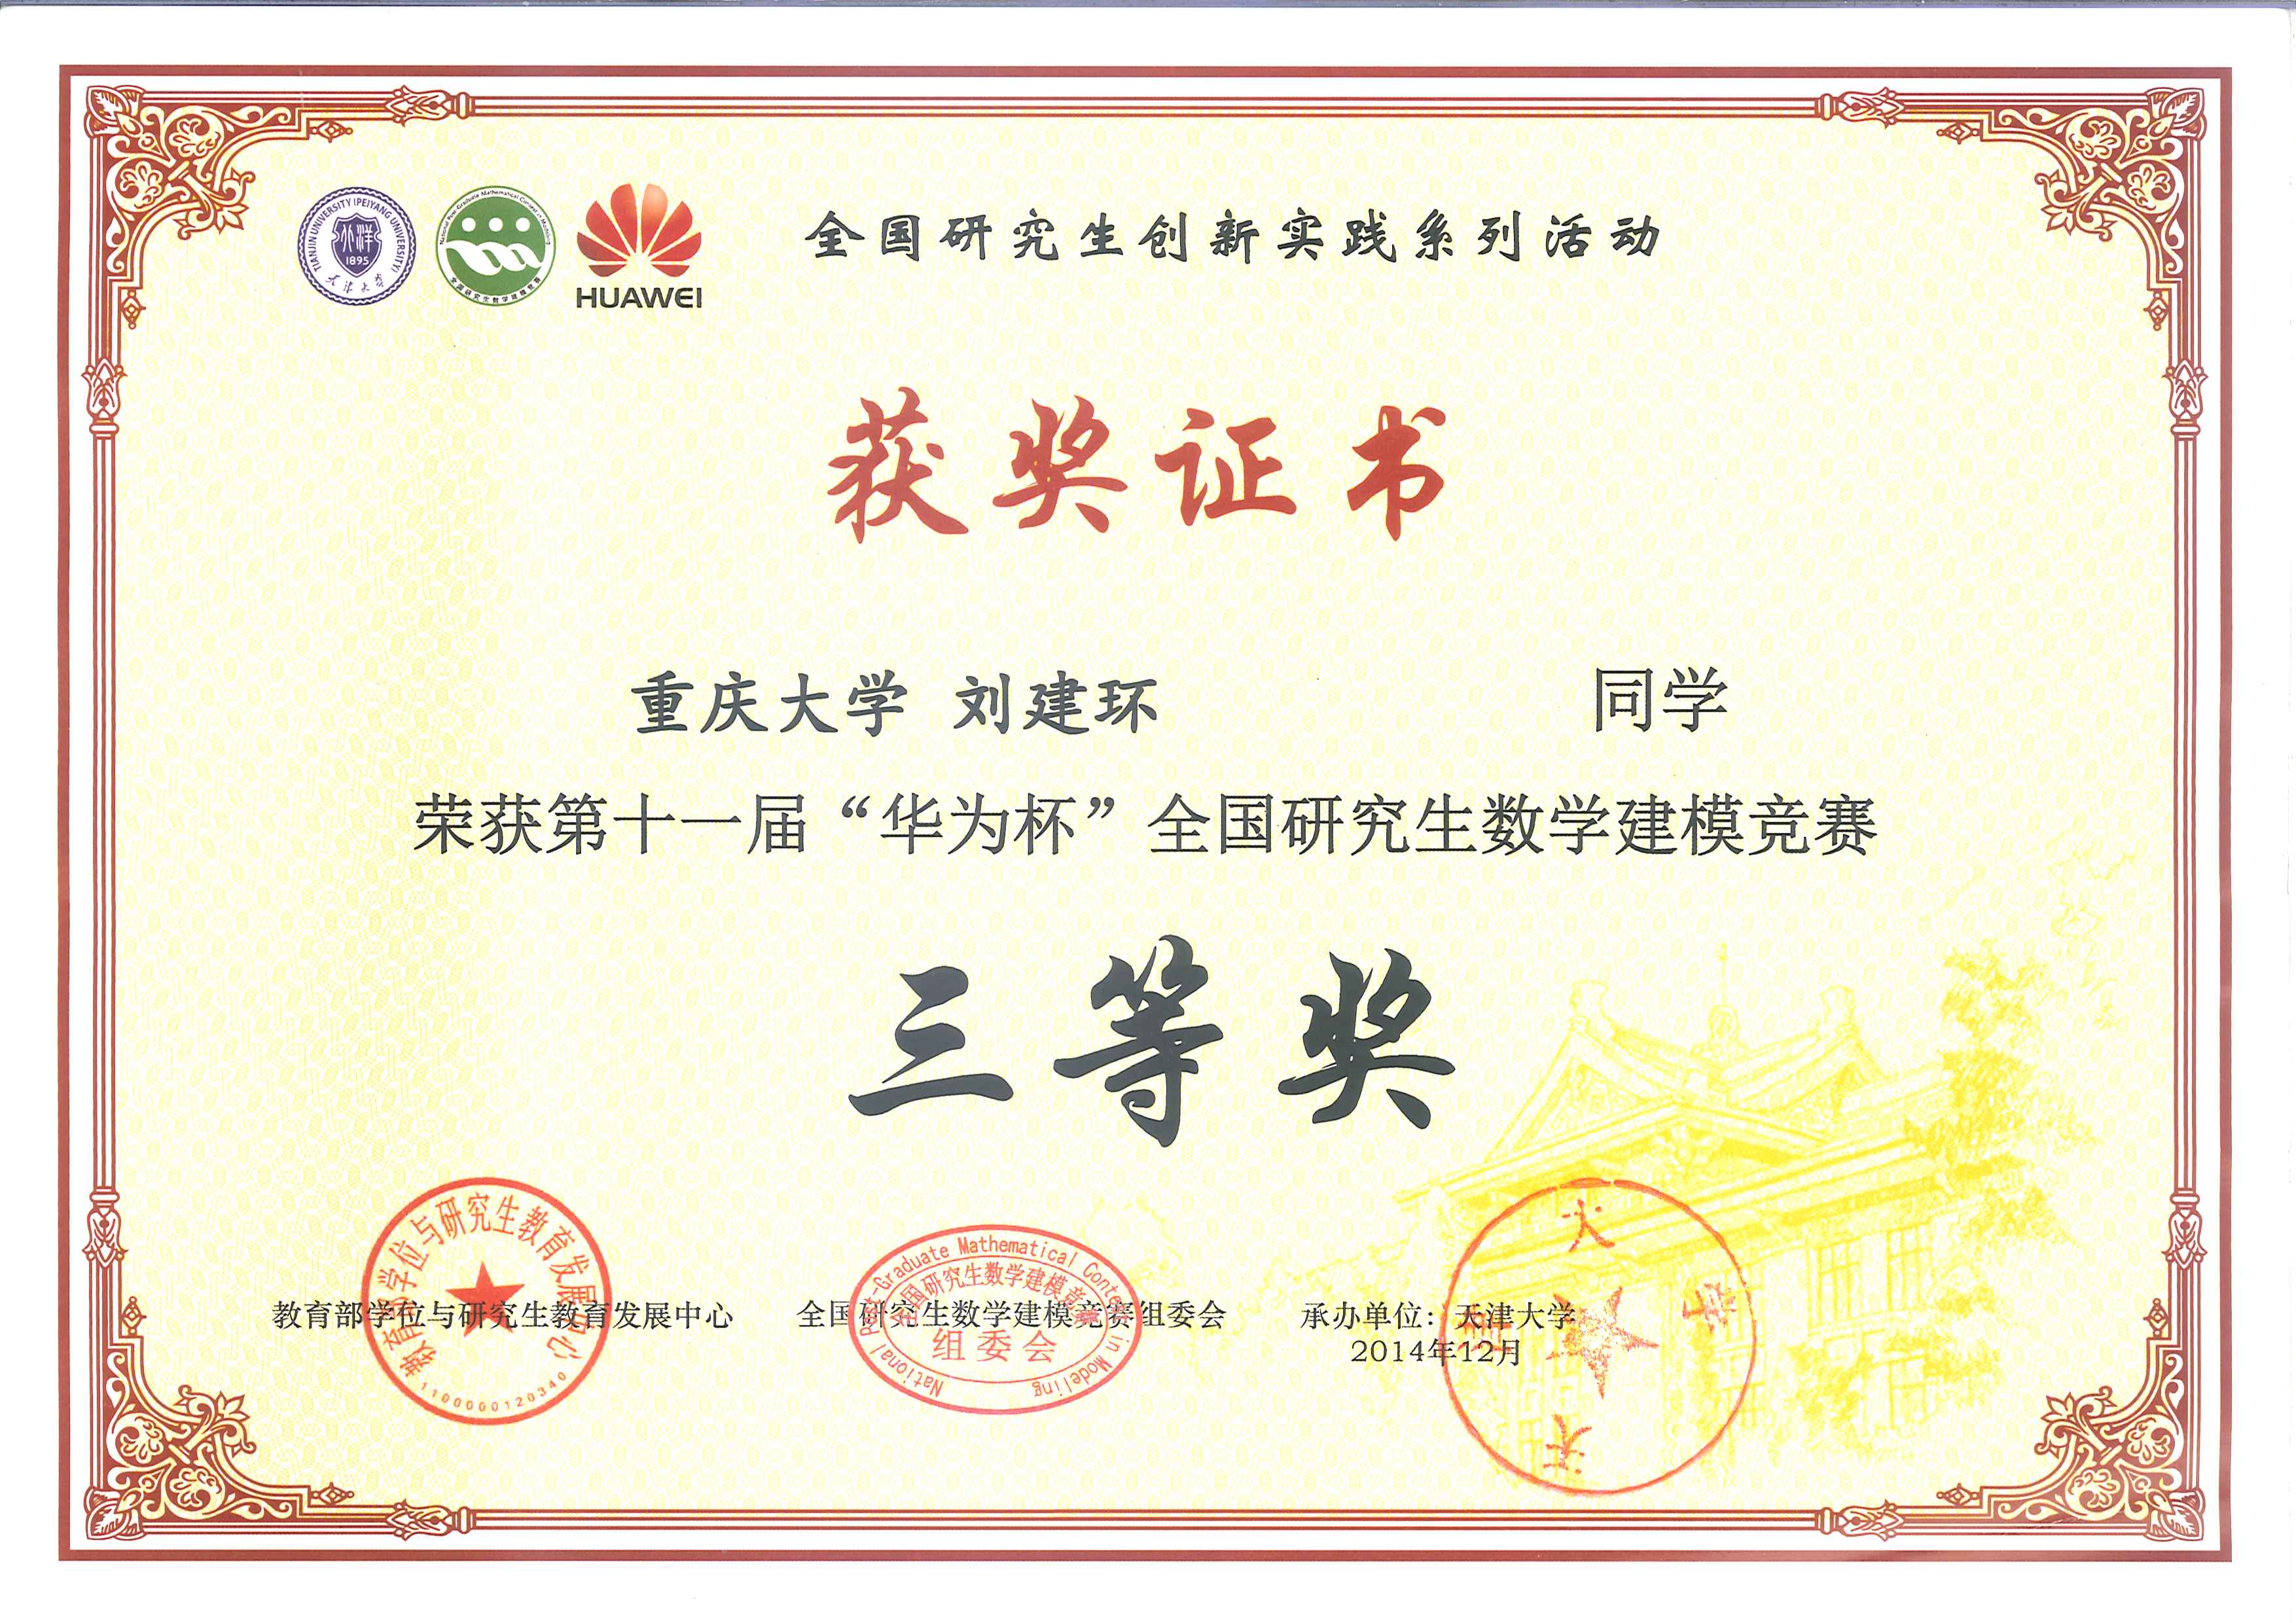 TIANJIN UNIVERSITY (PEIYANG UNIVERSITY)
北洋
1895
天津大学
National Post-Graduate Mathematical Contest in Modeling
全国研究生数学建模竞赛
HUAWEI
全国研究生创新实践系列活动
获奖证书
重庆大学 刘建环 同学
荣获第十一届“华为杯”全国研究生数学建模竞赛
三等奖
教育部学位与研究生教育发展中心 全国研究生数学建模竞赛组委会 承办单位：天津大学
2014年12月
教育部学位与研究生教育发展中心
1100000120340
National Post-Graduate Mathematical Contest in Modeling
全国研究生数学建模竞赛
组委会
天津大学